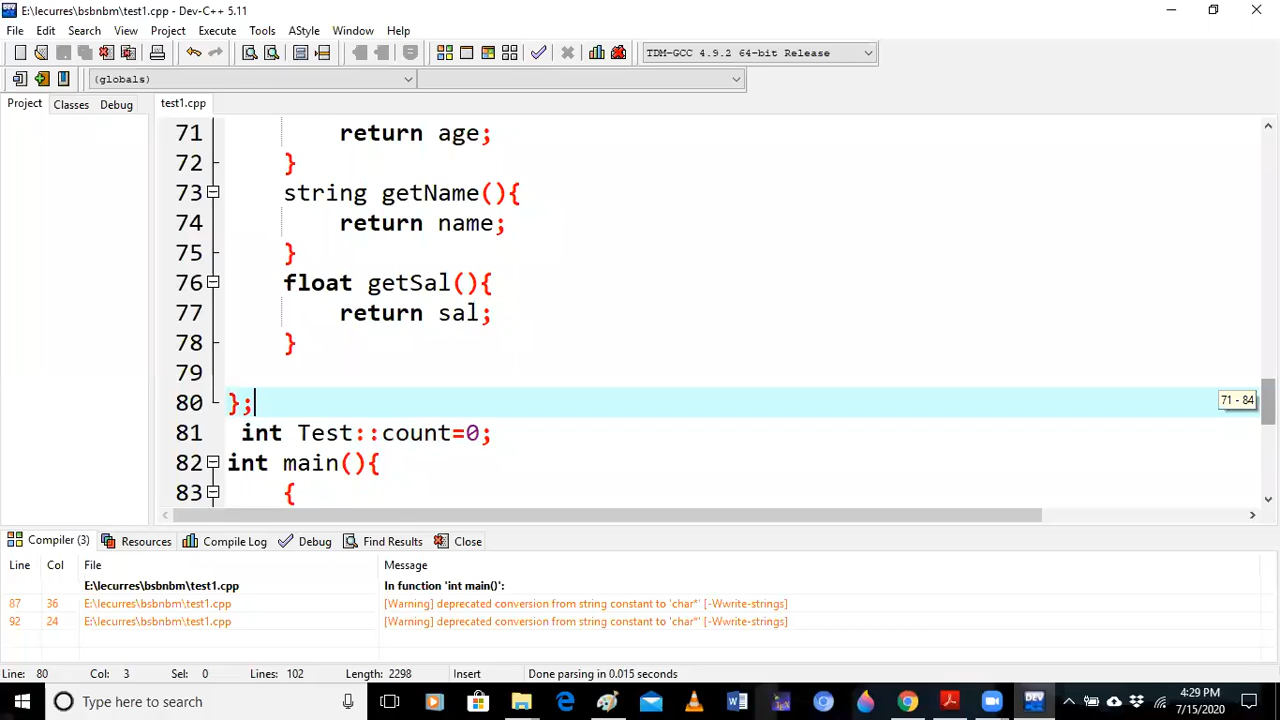 E:\lecurres\bsbnbm\test1.cpp - Dev-C++ 5.11
File Edit Search View Project Execute Tools AStyle Window Help
TDM-GCC 4.9.2 64-bit Release
(globals)
Project Classes Debug test1.cpp
71 return age;
72 }
73 string getName(){
74 return name;
75 }
76 float getSal(){
77 return sal;
78 }
79
80 };
71 - 84
81 int Test::count=0;
82 int main(){
83 {
Compiler (3) Resources Compile Log Debug Find Results Close
Line Col File Message
E:\lecurres\bsbnbm\test1.cpp In function 'int main()':
87 36 E:\lecurres\bsbnbm\test1.cpp [Warning] deprecated conversion from string constant to 'char*' [-Wwrite-strings]
92 24 E:\lecurres\bsbnbm\test1.cpp [Warning] deprecated conversion from string constant to 'char*' [-Wwrite-strings]
Line: 80 Col: 3 Sel: 0 Lines: 102 Length: 2298 Insert Done parsing in 0.015 seconds
Type here to search
DEV
4:29 PM
7/15/2020